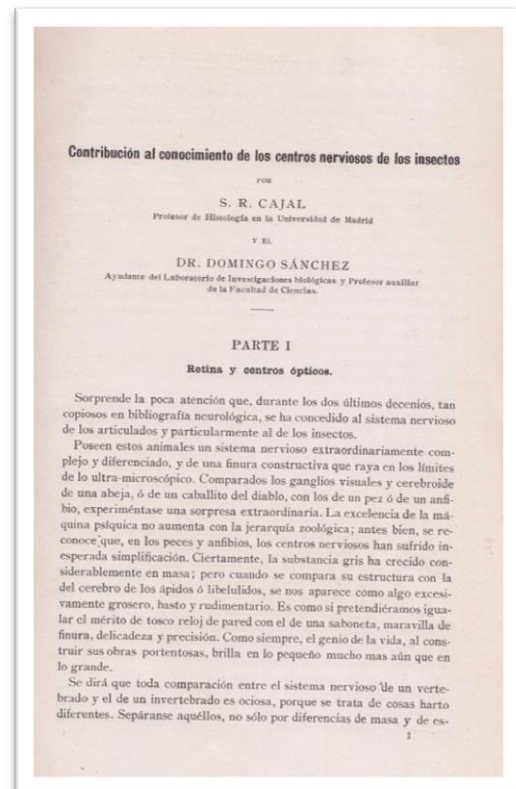 Contribución al conocimiento de los centros nerviosos de los insectos
POR
S. R. CAJAL
Profesor de Histología en la Universidad de Madrid
Y EL
DR. DOMINGO SÁNCHEZ
Ayudante del Laboratorio de Investigaciones biológicas y Profesor auxiliar
de la Facultad de Ciencias.
PARTE I
Retina y centros ópticos.
Sorprende la poca atención que, durante los dos últimos decenios, tan
copiosos en bibliografía neurológica, se ha concedido al sistema nervioso
de los articulados y particularmente al de los insectos.
Poseen estos animales un sistema nervioso extraordinariamente com-
plejo y diferenciado, y de una finura constructiva que raya en los límites
de lo ultra-microscópico. Comparados los ganglios visuales y cerebroide
de una abeja, ó de un caballito del diablo, con los de un pez ó de un anfi-
bio, experiméntase una sorpresa extraordinaria. La excelencia de la má-
quina psíquica no aumenta con la jerarquía zoológica; antes bien, se re-
conoce que, en los peces y anfibios, los centros nerviosos han sufrido in-
esperada simplificación. Ciertamente, la substancia gris ha crecido con-
siderablemente en masa; pero cuando se compara su estructura con la
del cerebro de los ápidos ó libelulidos, se nos aparece como algo excesi-
vamente grosero, basto y rudimentario. Es como si pretendiéramos igua-
lar el mérito de tosco reloj de pared con el de una saboneta, maravilla de
finura, delicadeza y precisión. Como siempre, el genio de la vida, al cons-
truir sus obras portentosas, brilla en lo pequeño mucho mas aún que en
lo grande.
Se dirá que toda comparación entre el sistema nervioso de un verte-
brado y el de un invertebrado es ociosa, porque se trata de cosas harto
diferentes. Sepáranse aquéllos, no sólo por diferencias de masa y de es-
1